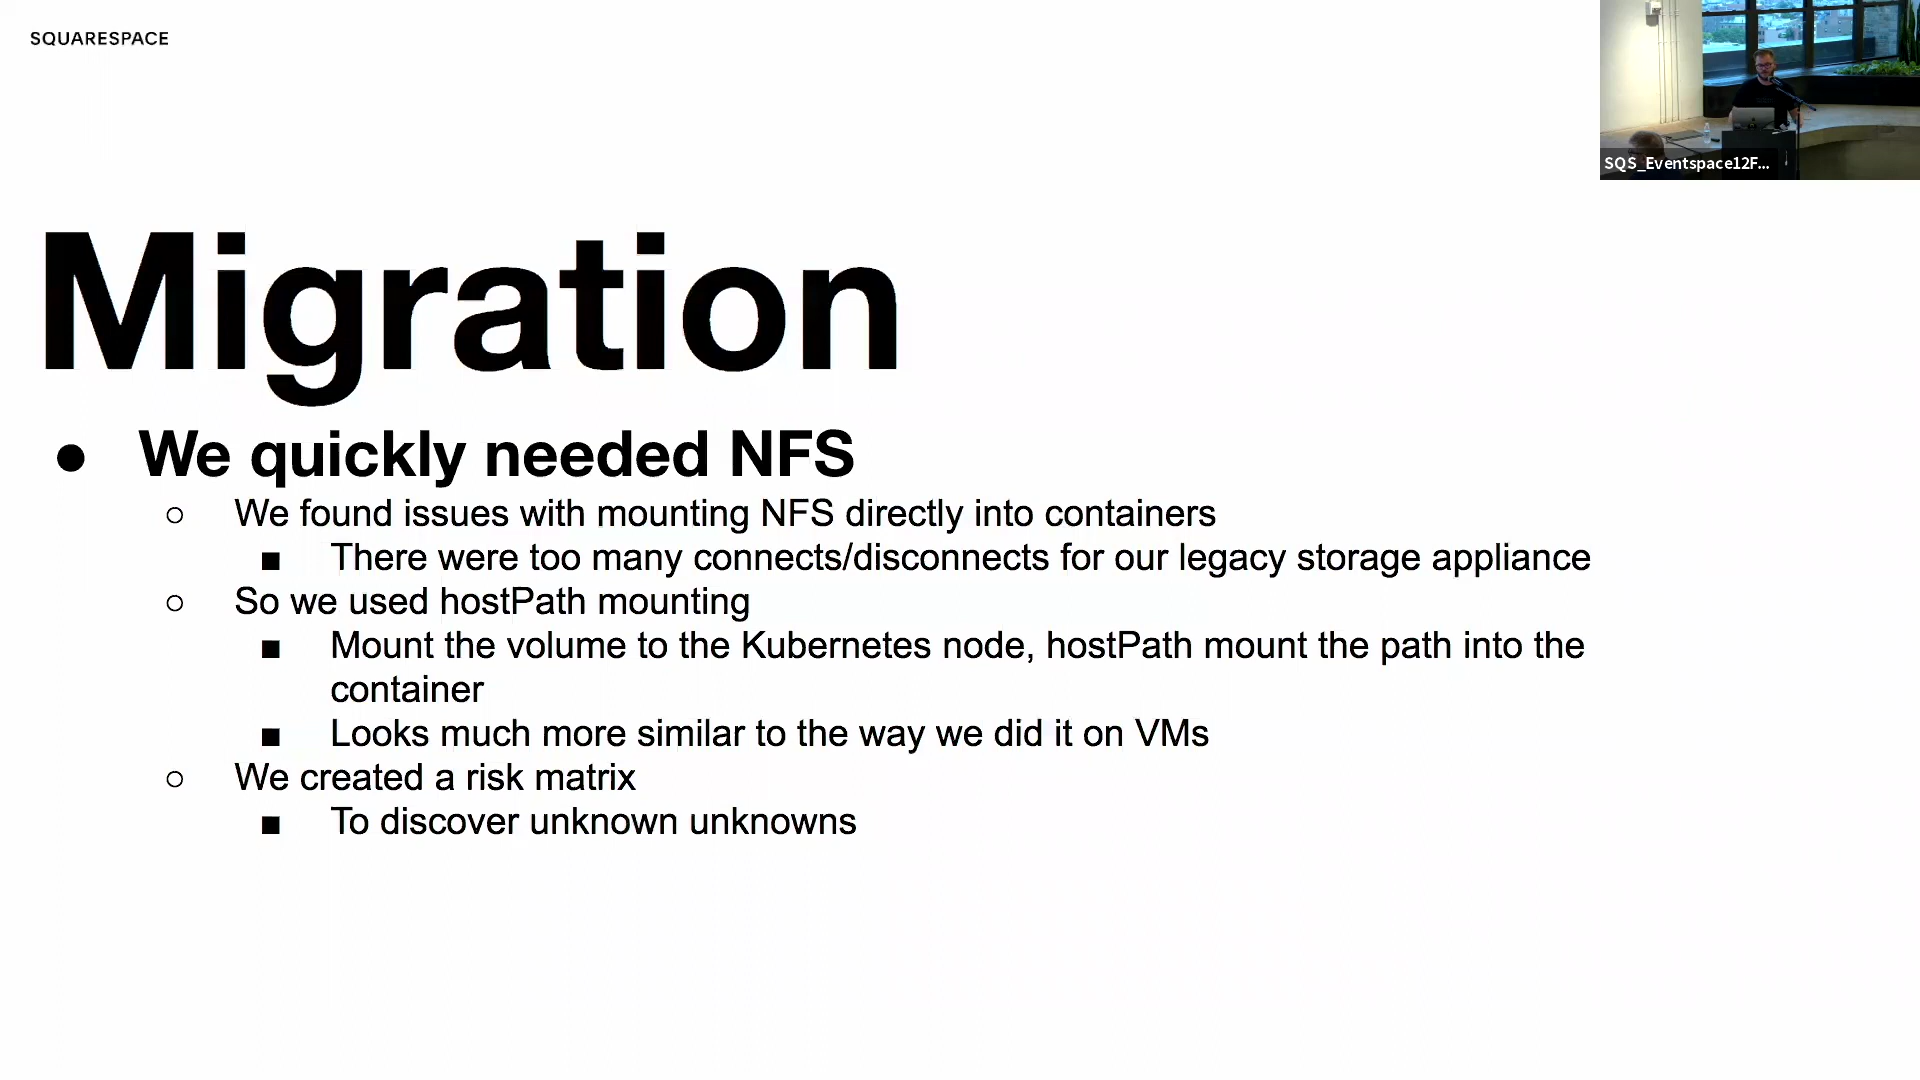 SQUARESPACE
SQS_Eventspace12F...
Migration
● We quickly needed NFS
○ We found issues with mounting NFS directly into containers
■ There were too many connects/disconnects for our legacy storage appliance
○ So we used hostPath mounting
■ Mount the volume to the Kubernetes node, hostPath mount the path into the
container
■ Looks much more similar to the way we did it on VMs
○ We created a risk matrix
■ To discover unknown unknowns